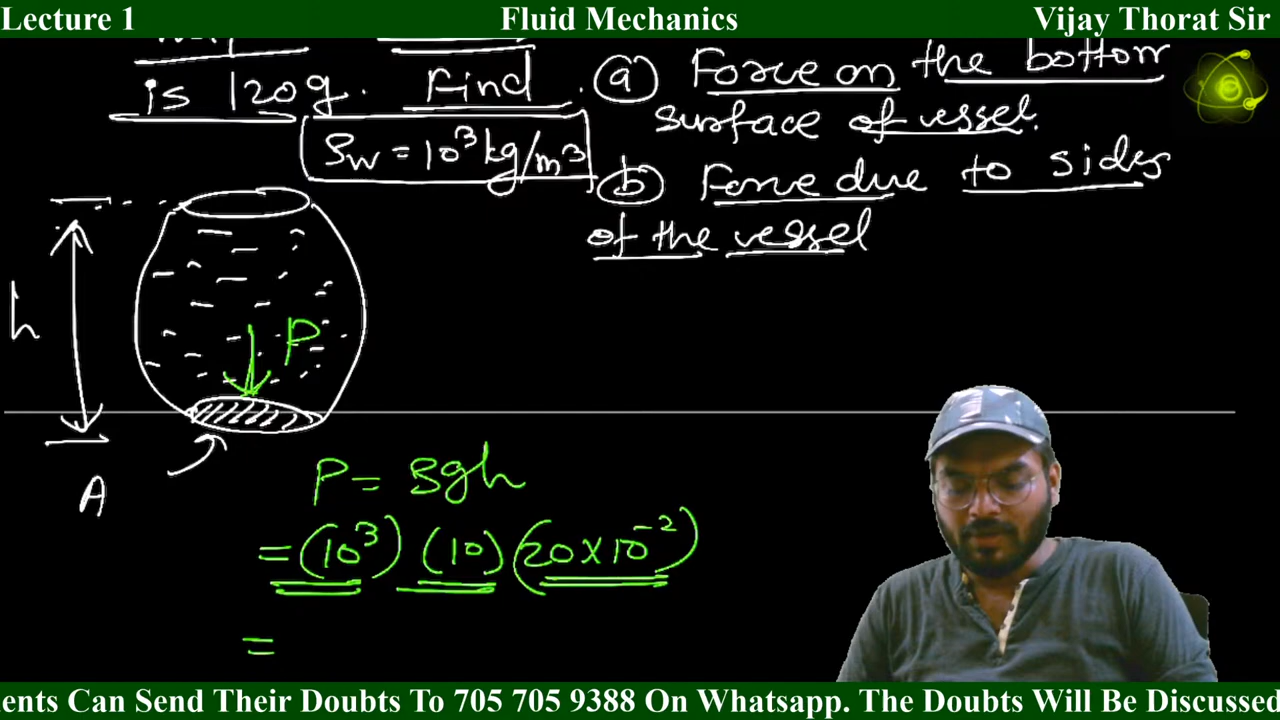 Lecture 1 Fluid Mechanics Vijay Thorat Sir
is 120g. Find (a) Force on the bottom
surface of vessel.
ρw = 10³ kg/m³
(b) Force due to sides
of the vessel
h
P
A
P = ρgh
= (10³) (10) (20×10⁻²)
=
ents Can Send Their Doubts To 705 705 9388 On Whatsapp. The Doubts Will Be Discussed